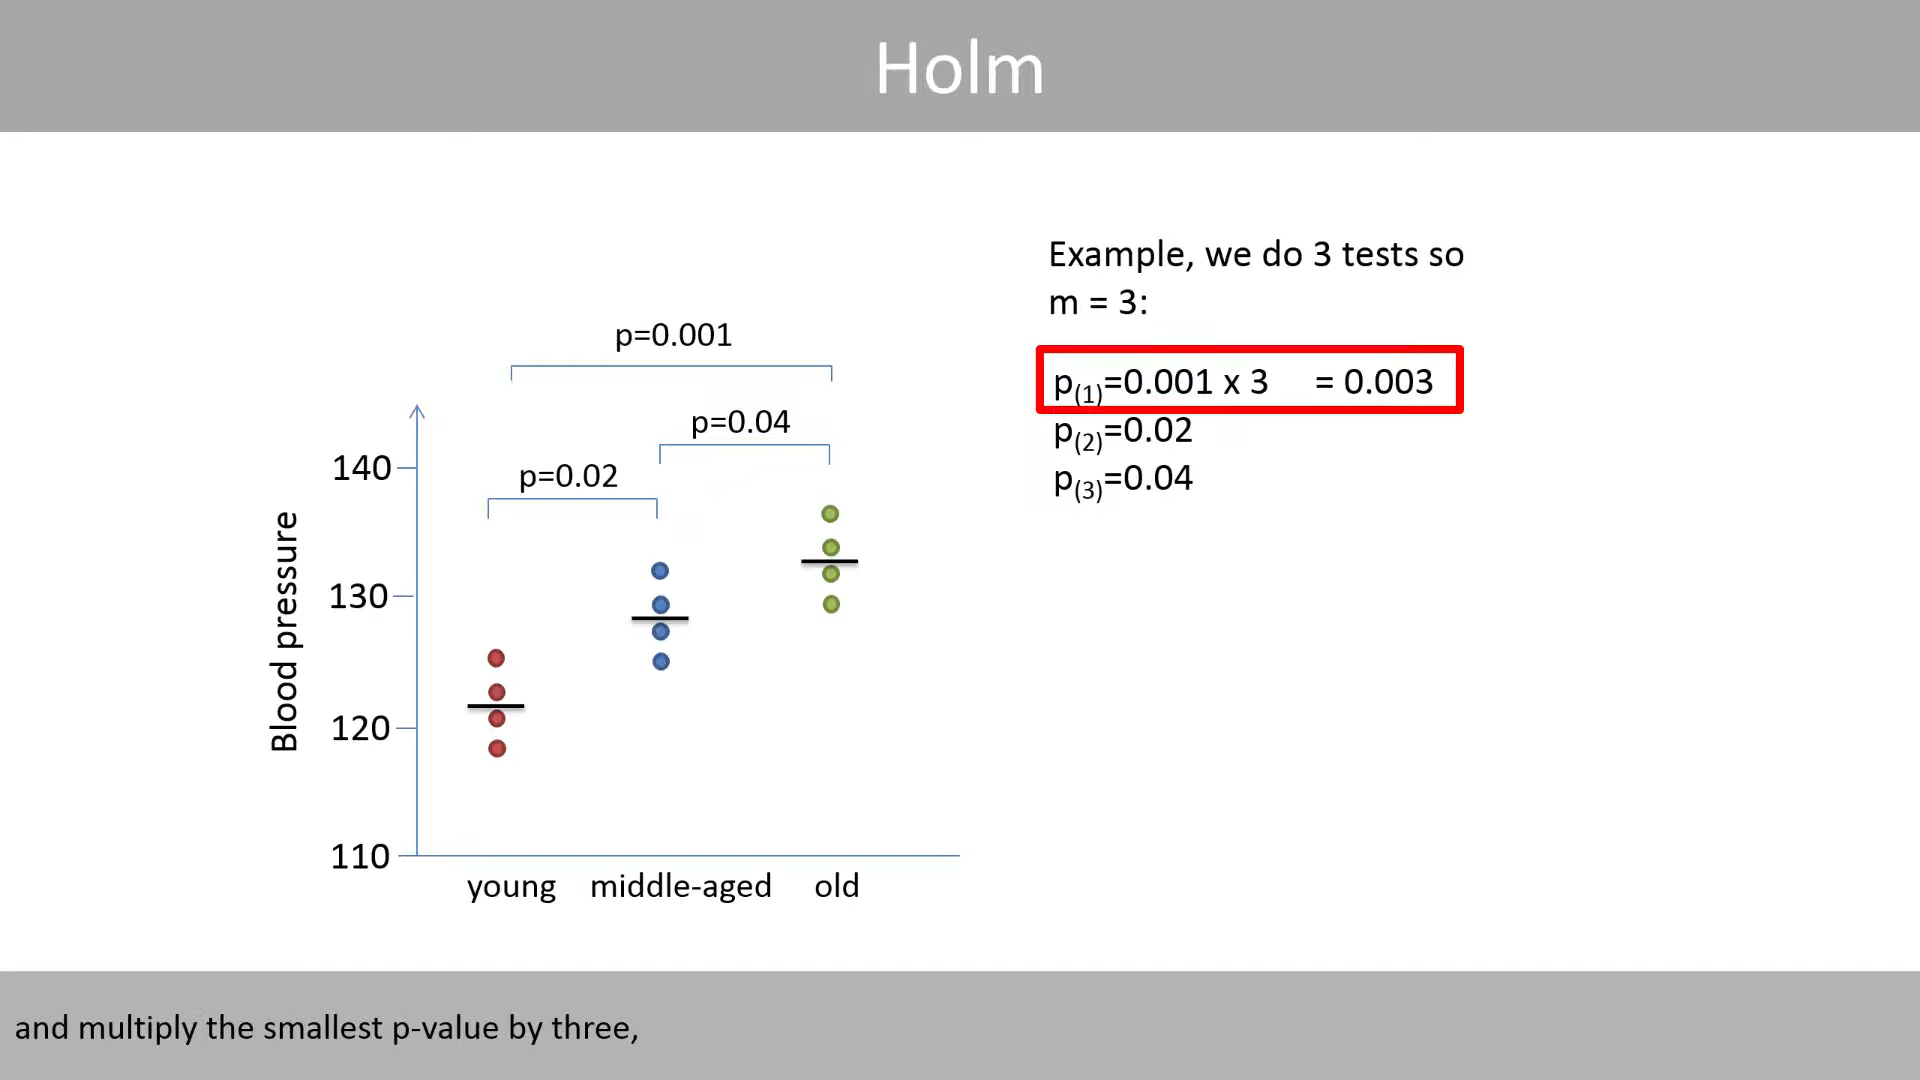 Holm
Example, we do 3 tests so
m = 3:
p(1)=0.001 x 3 = 0.003
p(2)=0.02
p(3)=0.04
p=0.001
p=0.04
p=0.02
140
130
120
110
Blood pressure
young middle-aged old
and multiply the smallest p-value by three,